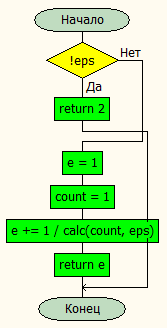 Начало
!eps
Нет
Да
return 2
e = 1
count = 1
e += 1 / calc(count, eps)
return e
Конец